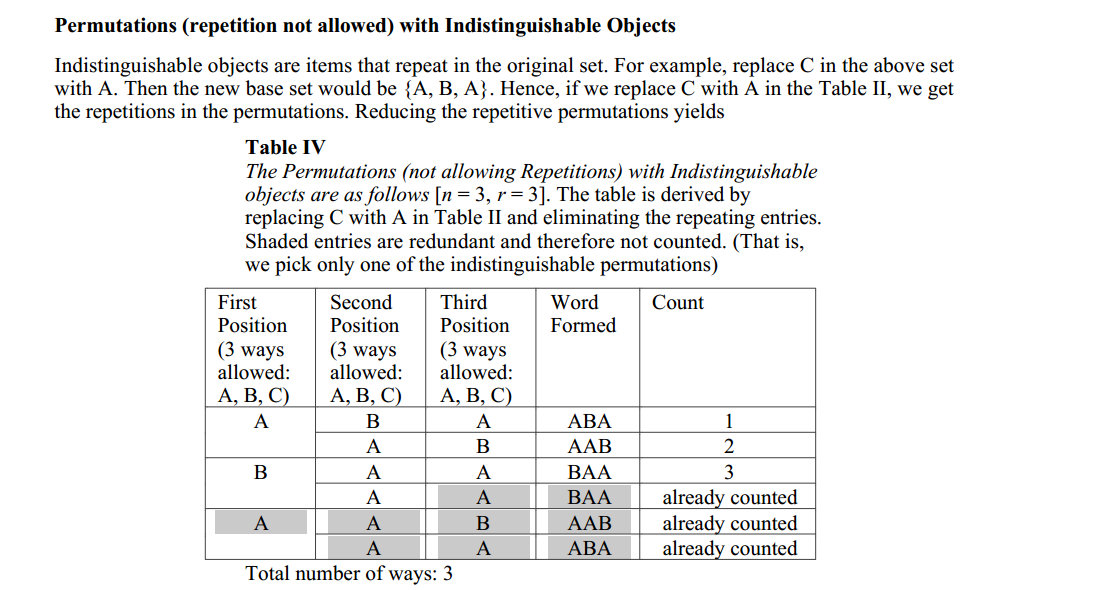 Permutations (repetition not allowed) with Indistinguishable Objects
Indistinguishable objects are items that repeat in the original set. For example, replace C in the above set
with A. Then the new base set would be {A, B, A}. Hence, if we replace C with A in the Table II, we get
the repetitions in the permutations. Reducing the repetitive permutations yields
Table IV
The Permutations (not allowing Repetitions) with Indistinguishable
objects are as follows [n = 3, r = 3]. The table is derived by
replacing C with A in Table II and eliminating the repeating entries.
Shaded entries are redundant and therefore not counted. (That is,
we pick only one of the indistinguishable permutations)
First Second Third Word Count
Position Position Position Formed
(3 ways (3 ways (3 ways
allowed: allowed: allowed:
A, B, C) A, B, C) A, B, C)
A B A ABA 1
A B AAB 2
B A A BAA 3
A A BAA already counted
A A B AAB already counted
A A ABA already counted
Total number of ways: 3